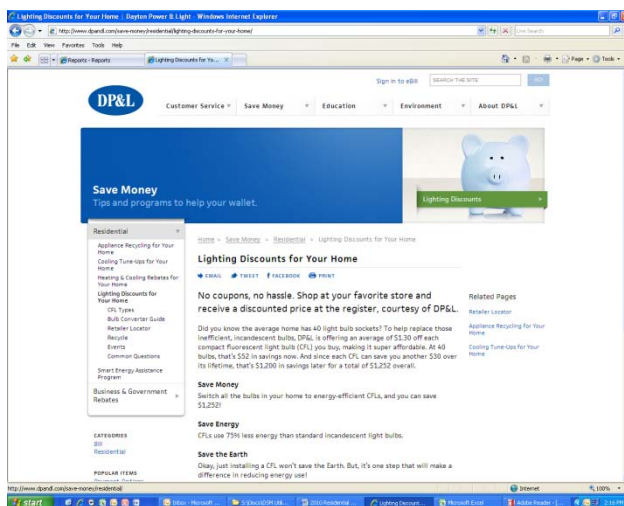 Lighting Discounts for Your Home | Dayton Power & Light - Windows Internet Explorer
http://www.dpandl.com/save-money/residential/lighting-discounts-for-your-home/
Live Search
File Edit View Favorites Tools Help
Reports - Reports
Lighting Discounts for Yo...
Page Tools
Sign in to eBill
SEARCH THE SITE
GO
DP&L
Customer Service
Save Money
Education
Environment
About DP&L
Save Money
Tips and programs to help your wallet.
Lighting Discounts
Residential
Appliance Recycling for Your
Home
Cooling Tune-Ups for Your
Home
Heating & Cooling Rebates for
Your Home
Lighting Discounts for
Your Home
CFL Types
Bulb Converter Guide
Retailer Locator
Recycle
Events
Common Questions
Smart Energy Assistance
Program
Business & Government
Rebates
CATEGORIES
Bill
Residential
POPULAR ITEMS
Home » Save Money » Residential » Lighting Discounts for Your Home
Lighting Discounts for Your Home
EMAIL TWEET FACEBOOK PRINT
No coupons, no hassle. Shop at your favorite store and
receive a discounted price at the register, courtesy of DP&L.
Did you know the average home has 40 light bulb sockets? To help replace those
inefficient, incandescent bulbs, DP&L is offering an average of $1.30 off each
compact fluorescent light bulb (CFL) you buy, making it super affordable. At 40
bulbs, that's $52 in savings now. And since each CFL can save you another $30 over
its lifetime, that's $1,200 in savings later for a total of $1,252 overall.
Save Money
Switch all the bulbs in your home to energy-efficient CFLs, and you can save
$1,252!
Save Energy
CFLs use 75% less energy than standard incandescent light bulbs.
Save the Earth
Okay, just installing a CFL won't save the Earth. But, it's one step that will make a
difference in reducing energy use!
Related Pages
Retailer Locator
Appliance Recycling for Your
Home
Cooling Tune-Ups for Your
Home
http://www.dpandl.com/save-money/residential/
Internet
100%
start
Inbox - Microsoft ...
2010 Residential ...
Lighting Discount...
Microsoft Excel
Adobe Reader - [...
2:16 PM